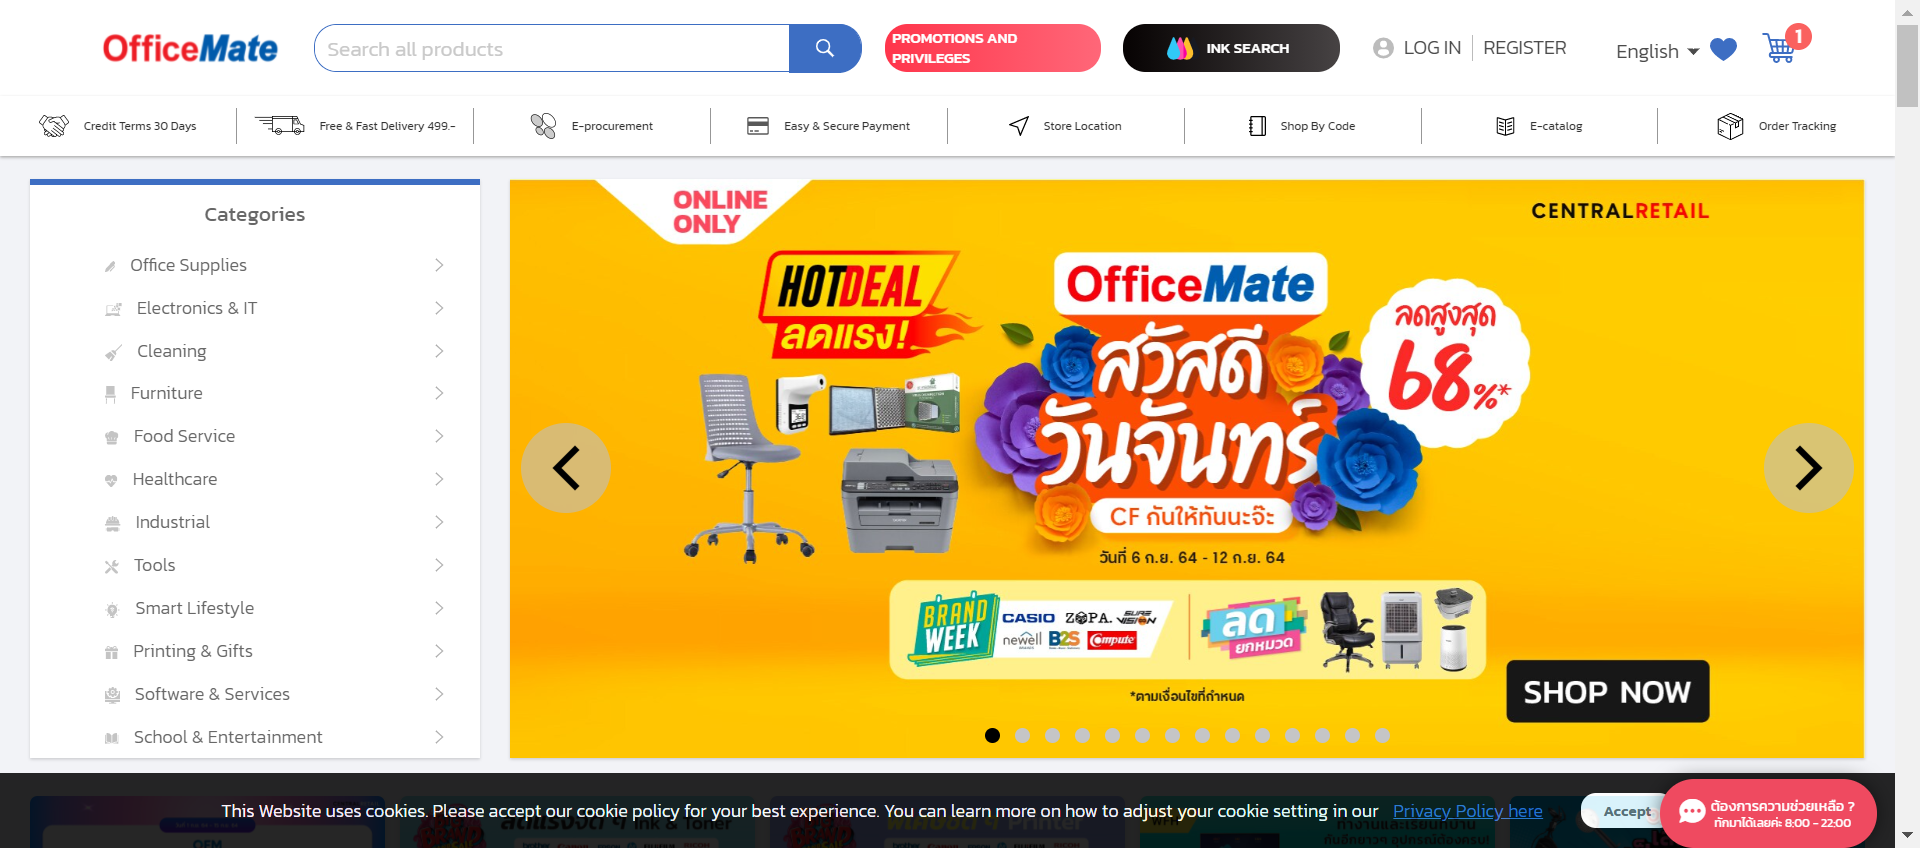 OfficeMate
Search all products
PROMOTIONS AND
PRIVILEGES
INK SEARCH
LOG IN
REGISTER
English
1
Credit Terms 30 Days
Free & Fast Delivery 499.-
E-procurement
Easy & Secure Payment
Store Location
Shop By Code
E-catalog
Order Tracking
Categories
Office Supplies
Electronics & IT
Cleaning
Furniture
Food Service
Healthcare
Industrial
Tools
Smart Lifestyle
Printing & Gifts
Software & Services
School & Entertainment
ONLINE
ONLY
CENTRALRETAIL
HOTDEAL
ลดแรง!
OfficeMate
สวัสดี
วันจันทร์
CF กันให้ทันนะจ๊ะ
ลดสูงสุด
68%*
วันที่ 6 ก.ย. 64 - 12 ก.ย. 64
BRAND
WEEK
CASIO ZOPA. SURE VISION
newell BRANDS B2S Compute
ลด
ยกหมวด
*ตามเงื่อนไขที่กำหนด
SHOP NOW
This Website uses cookies. Please accept our cookie policy for your best experience. You can learn more on how to adjust your cookie setting in our Privacy Policy here
Accept
ต้องการความช่วยเหลือ ?
ทักมาได้เลยค่ะ 8:00 - 22:00